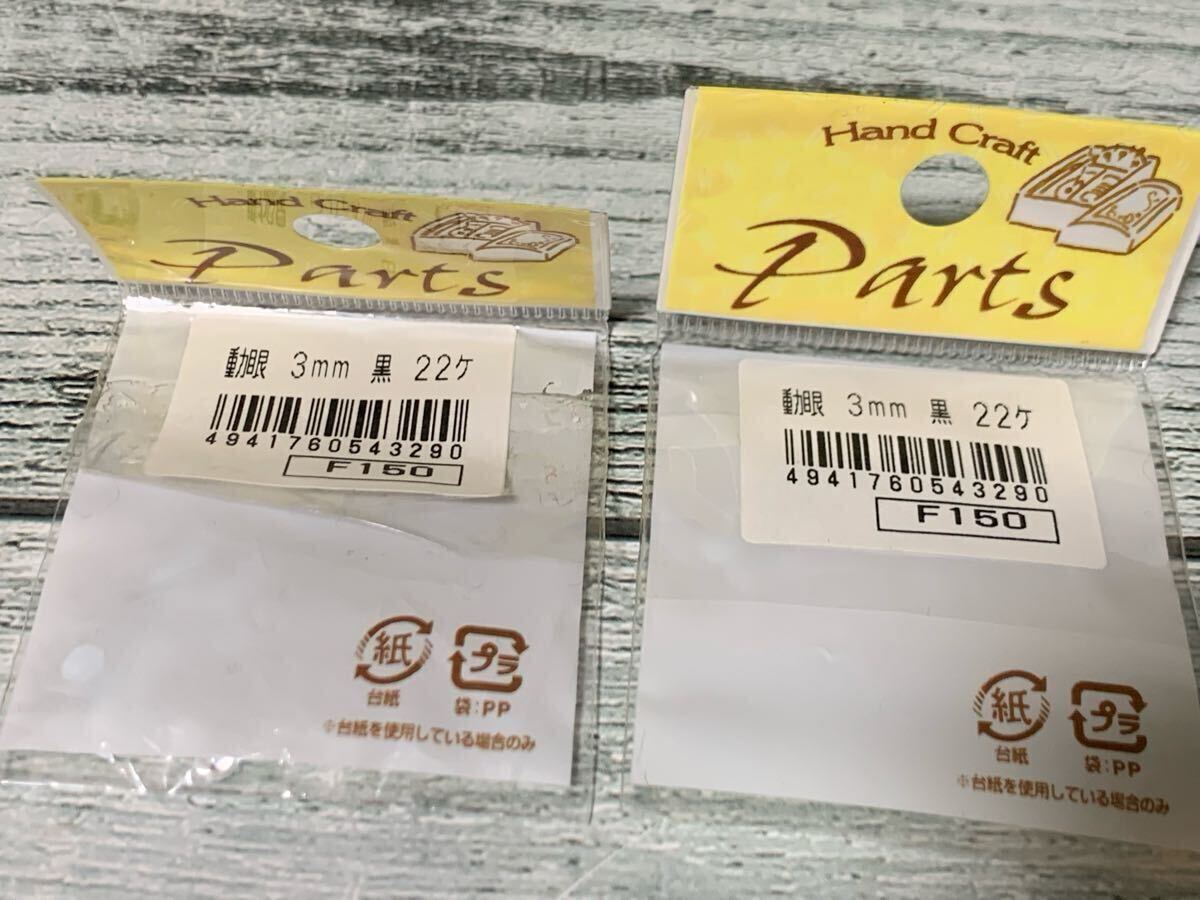 Hand Craft
Parts
動眼 3mm 黒 22ケ
4941760543290
F150
紙
台紙
プラ
袋:PP
※台紙を使用している場合のみ
Hand Craft
Parts
動眼 3mm 黒 22ケ
4941760543290
F150
紙
台紙
プラ
袋:PP
※台紙を使用している場合のみ